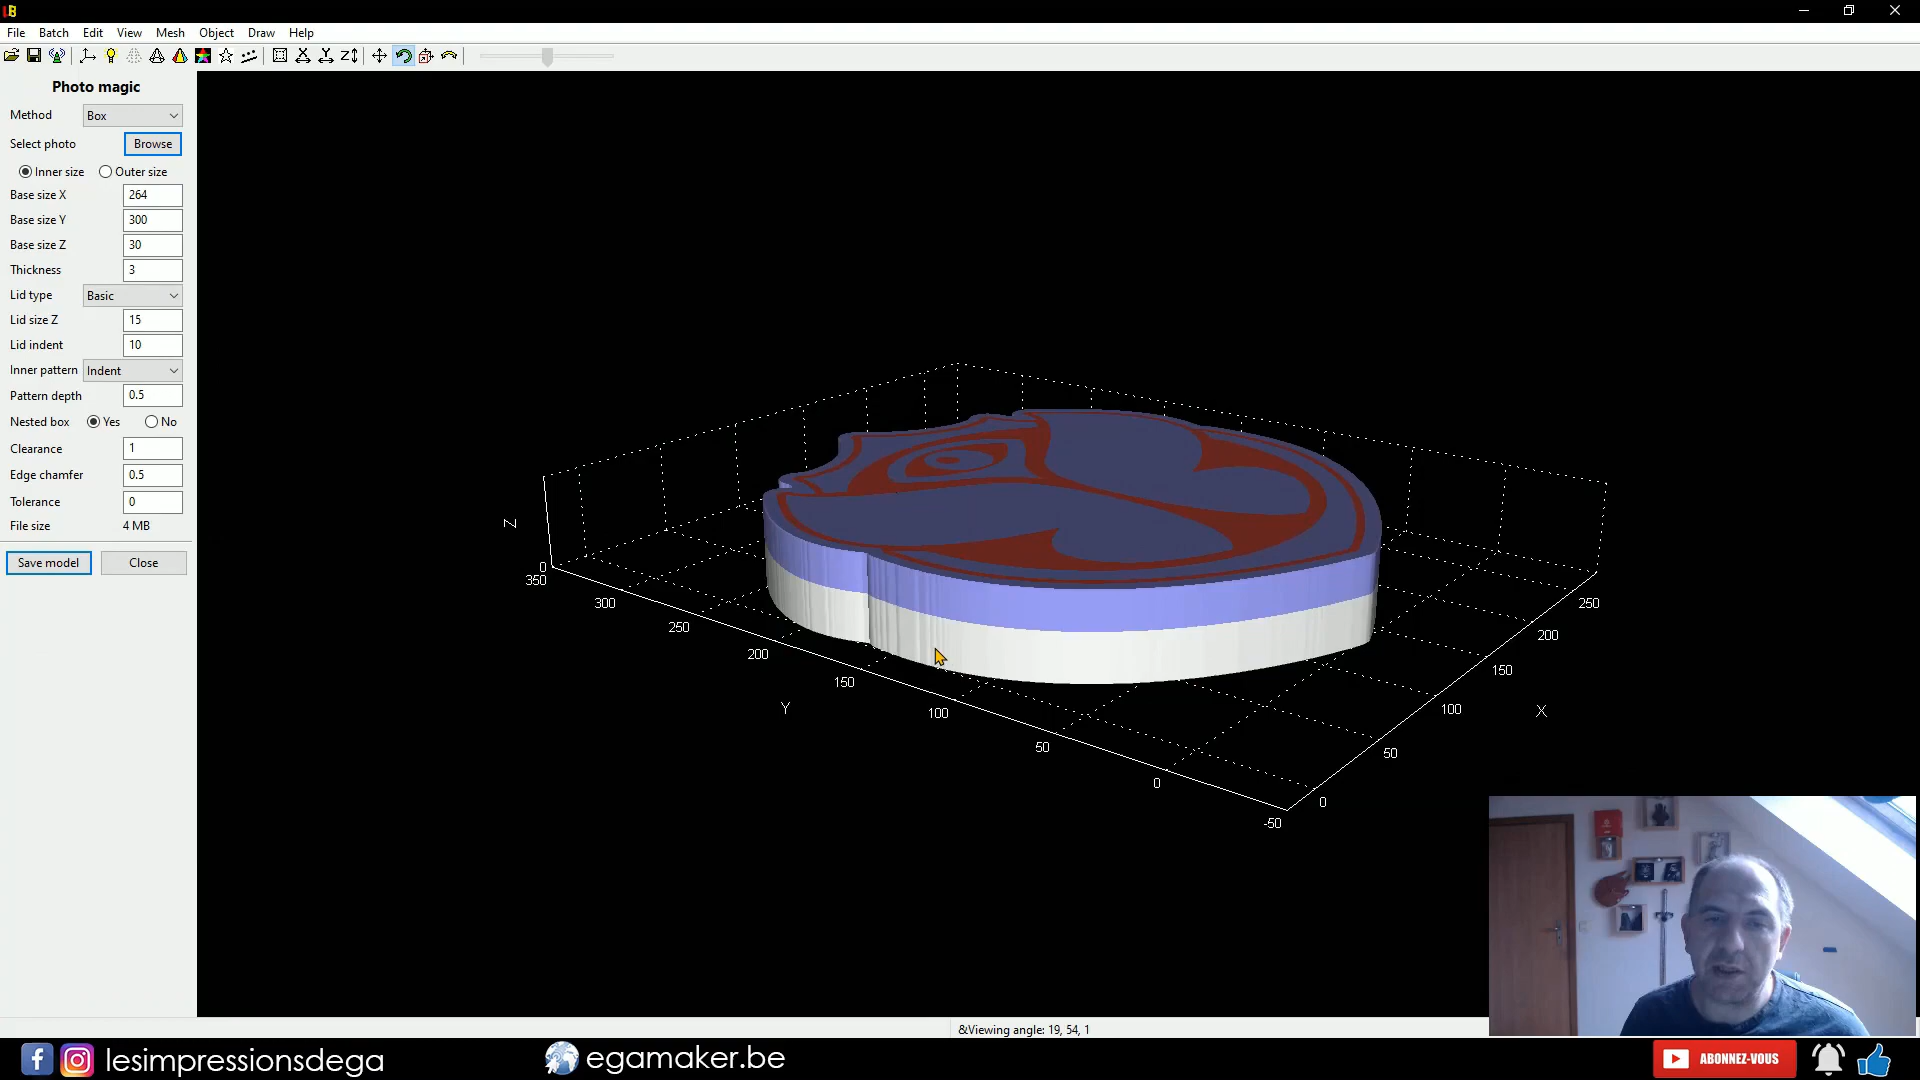 File Batch Edit View Mesh Object Draw Help
Photo magic
Method Box
Select photo Browse
Inner size Outer size
Base size X 264
Base size Y 300
Base size Z 30
Thickness 3
Lid type Basic
Lid size Z 15
Lid indent 10
Inner pattern Indent
Pattern depth 0.5
Nested box Yes No
Clearance 1
Edge chamfer 0.5
Tolerance 0
File size 4 MB
Save model Close
Z
0
350
300
250
200
150
100
50
0
-50
Y
0
50
100
150
200
250
X
&Viewing angle: 19, 54, 1
lesimpressionsdega
egamaker.be
ABONNEZ-VOUS